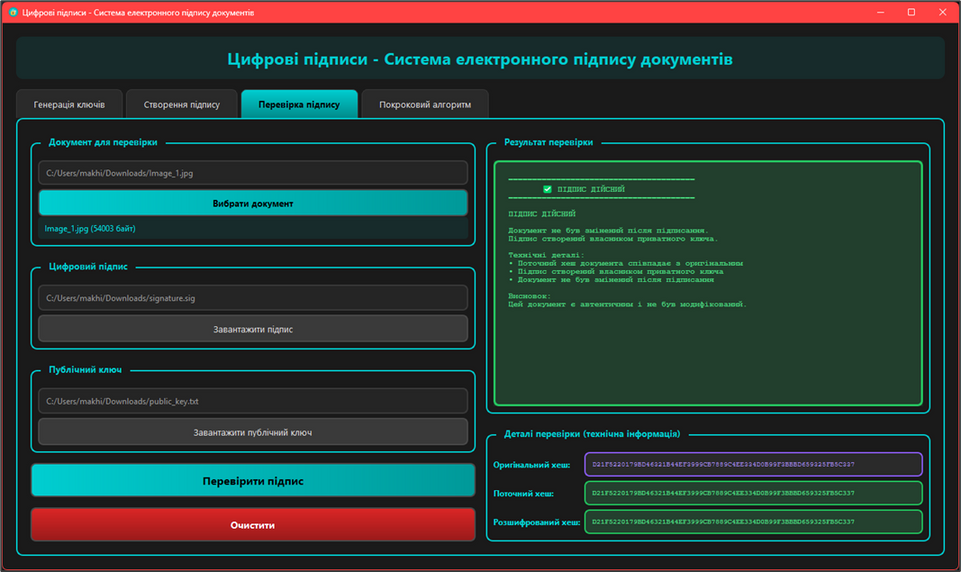 Цифрові підписи - Система електронного підпису документів
Цифрові підписи - Система електронного підпису документів
Генерація ключів
Створення підпису
Перевірка підпису
Покроковий алгоритм
Документ для перевірки
C:/Users/makhi/Downloads/Image_1.jpg
Вибрати документ
Image_1.jpg (54003 байт)
Цифровий підпис
C:/Users/makhi/Downloads/signature.sig
Завантажити підпис
Публічний ключ
C:/Users/makhi/Downloads/public_key.txt
Завантажити публічний ключ
Перевірити підпис
Очистити
Результат перевірки
ПІДПИС ДІЙСНИЙ
ПІДПИС ДІЙСНИЙ
Документ не був змінений після підписання.
Підпис створений власником приватного ключа.
Технічні деталі:
• Поточний хеш документа співпадає з оригінальним
• Підпис створений власником приватного ключа
• Документ не був змінений після підписання
Висновок:
Цей документ є автентичним і не був модифікований.
Деталі перевірки (технічна інформація)
Оригінальний хеш:
Поточний хеш:
Розшифрований хеш: